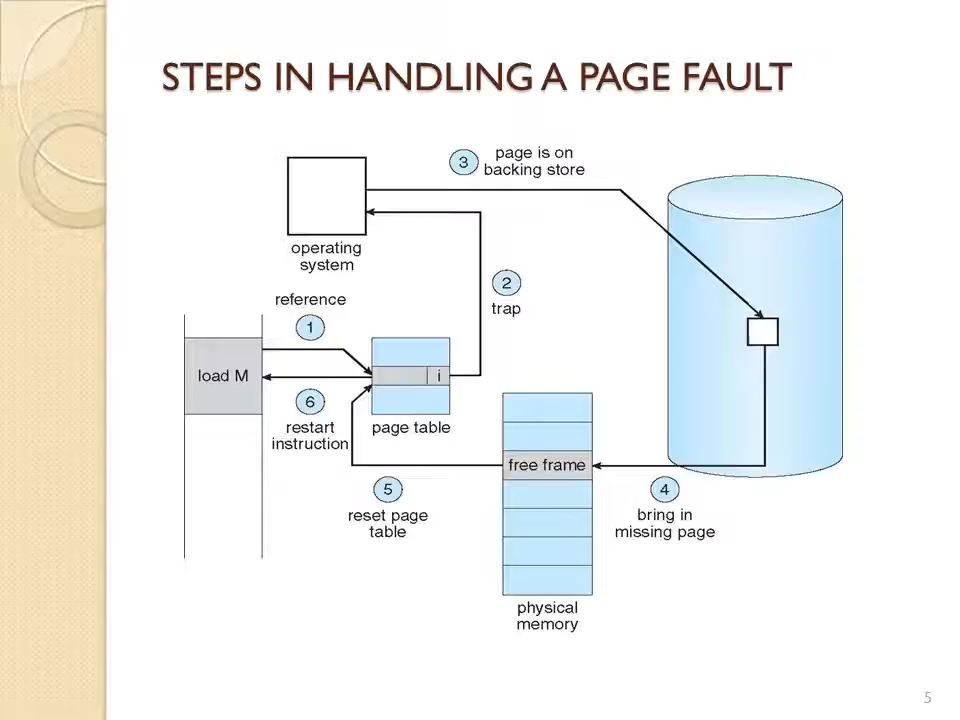 STEPS IN HANDLING A PAGE FAULT
3
page is on
backing store
operating
system
2
trap
reference
1
load M
i
6
restart
instruction
page table
free frame
5
reset page
table
4
bring in
missing page
physical
memory
5